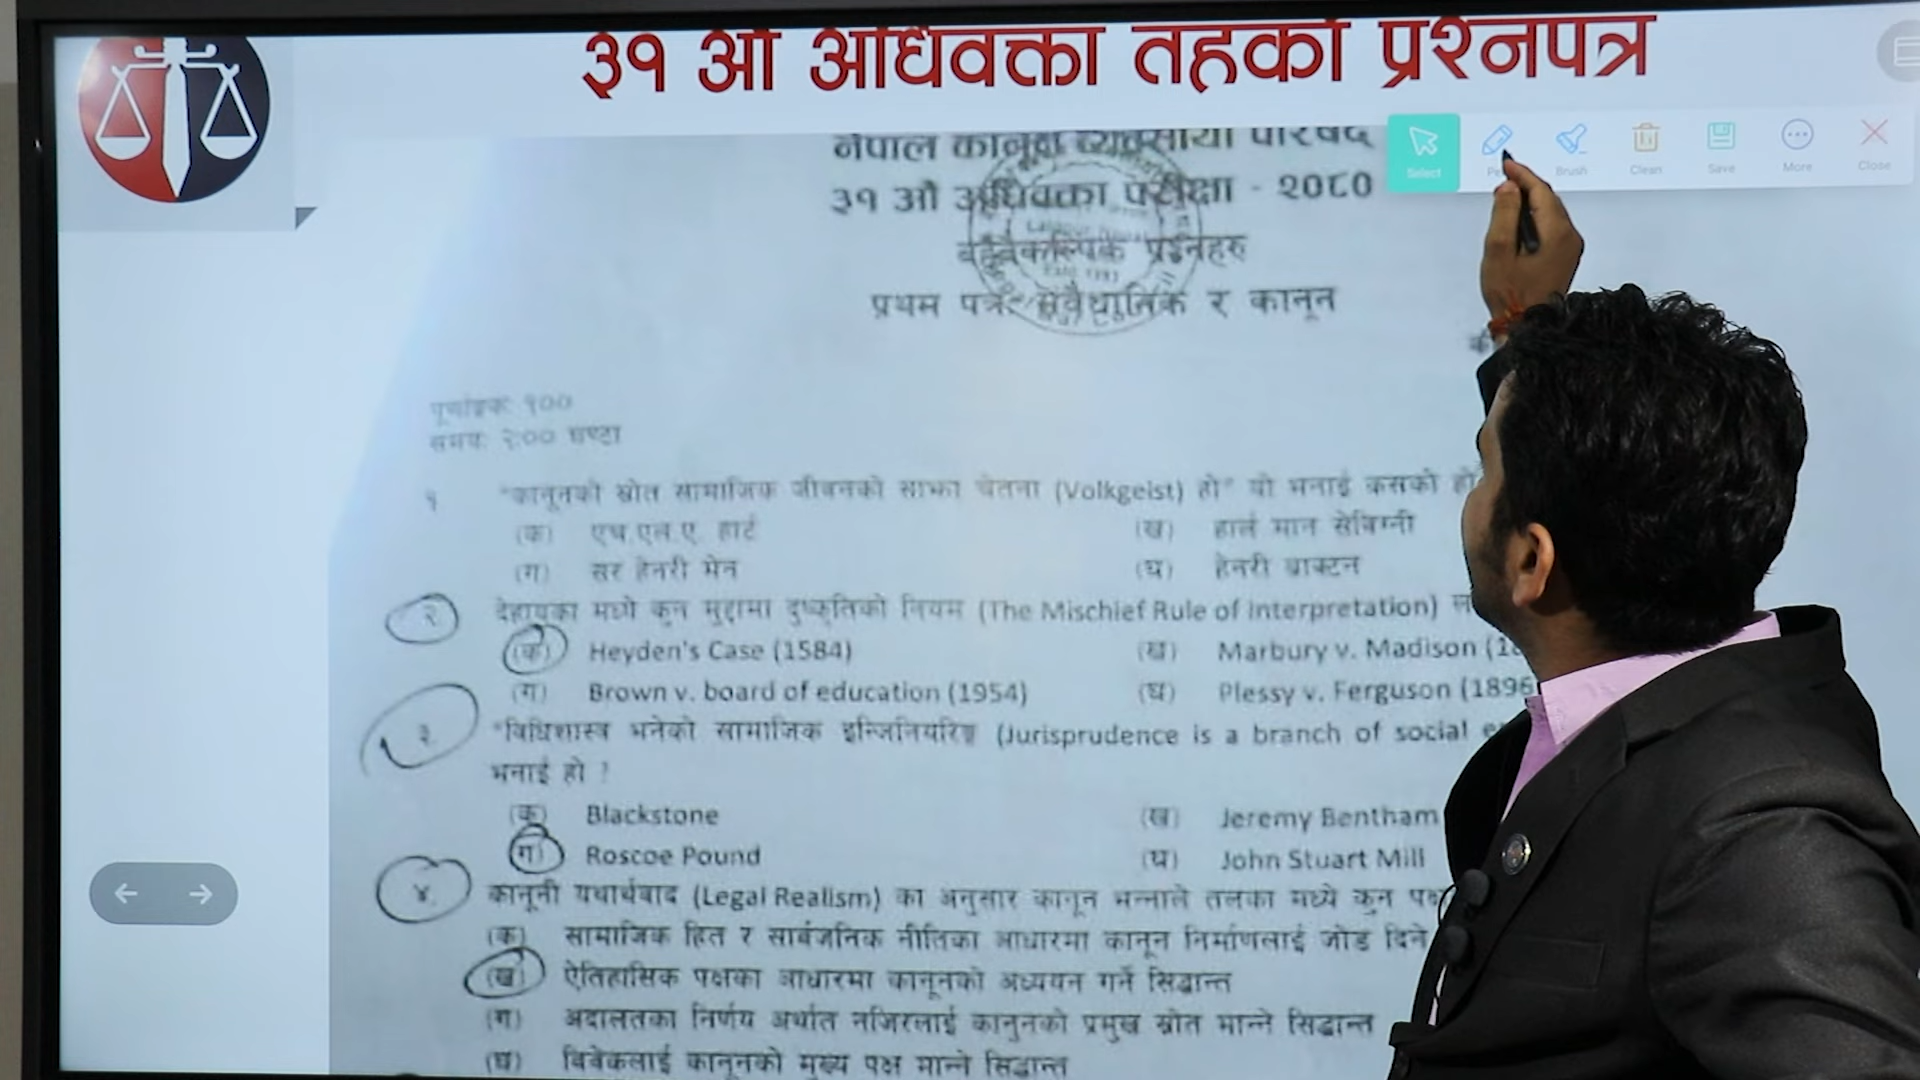 ३१ औं अधिवक्ता तहको प्रश्नपत्र
Select
Brush
Clean
Save
More
Close
नेपाल कानून व्यवसायी परिषद्
३१ औं अधिवक्ता परीक्षा - २०८०
बहुवैकल्पिक प्रश्नहरु
प्रथम पत्रः संवैधानिक र कानून
पूर्णाङ्कः १००
समयः २ः०० घण्टा
१ "कानूनको स्रोत सामाजिक जीवनको साझा चेतना (Volkgeist) हो" यो भनाई कसको हो
(क) एच.एल.ए. हार्ट (ख) हार्ल मान सेविग्नी
(ग) सर हेनरी मेन (घ) हेनरी ब्राक्टन
२ देहायका मध्ये कुन मुद्दामा दुष्कृतिको नियम (The Mischief Rule of interpretation)
(क) Heyden's Case (1584) (ख) Marbury v. Madison
(ग) Brown v. board of education (1954) (घ) Plessy v. Ferguson (1896
३ "विधिशास्त्र भनेको सामाजिक इन्जिनियरिङ्ग (Jurisprudence is a branch of social
भनाई हो ?
(क) Blackstone (ख) Jeremy Bentham
(ग) Roscoe Pound (घ) John Stuart Mill
४ कानूनी यथार्थवाद (Legal Realism) का अनुसार कानून भन्नाले तलका मध्ये कुन पक्ष
(क) सामाजिक हित र सार्वजनिक नीतिका आधारमा कानून निर्माणलाई जोड दिने
(ख) ऐतिहासिक पक्षका आधारमा कानूनको अध्ययन गर्ने सिद्धान्त
(ग) अदालतका निर्णय अर्थात नजिरलाई कानुनको प्रमुख स्रोत मान्ने सिद्धान्त
(घ) विवेकलाई कानूनको मुख्य पक्ष मान्ने सिद्धान्त